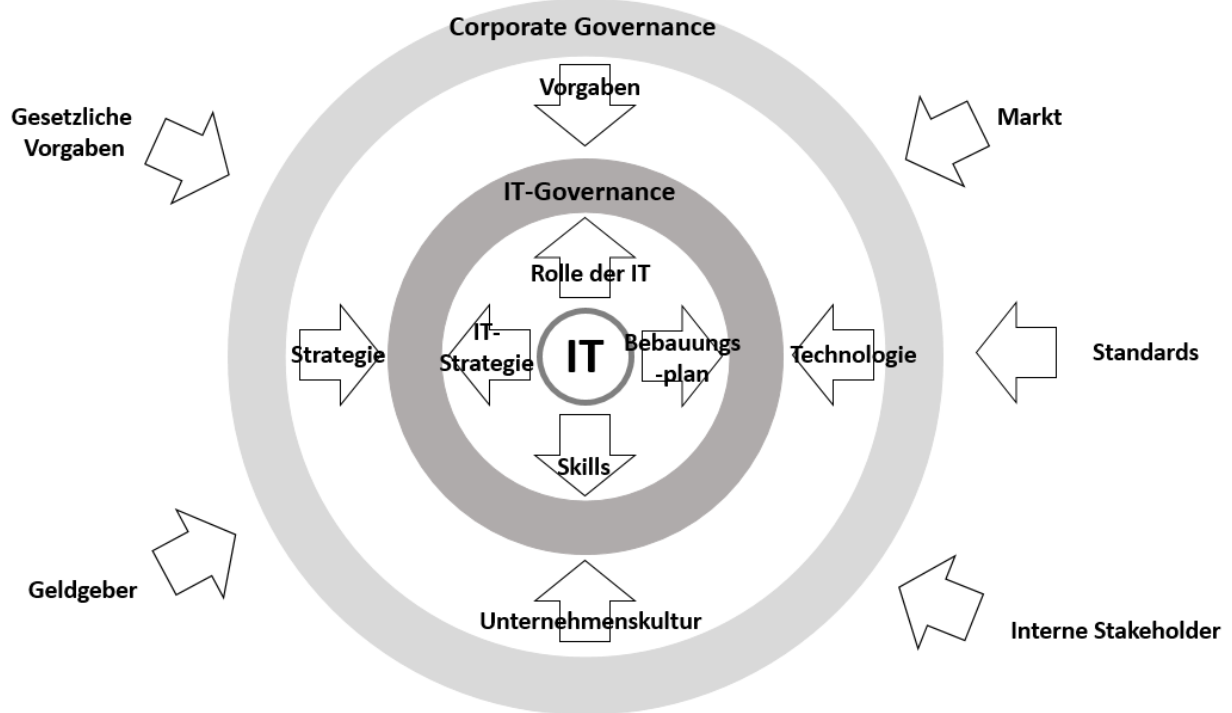 Corporate Governance
Vorgaben
Gesetzliche
Vorgaben
Markt
IT-Governance
Rolle der IT
Strategie
IT-
Strategie
IT
Bebauungs
-plan
Technologie
Standards
Skills
Geldgeber
Unternehmenskultur
Interne Stakeholder